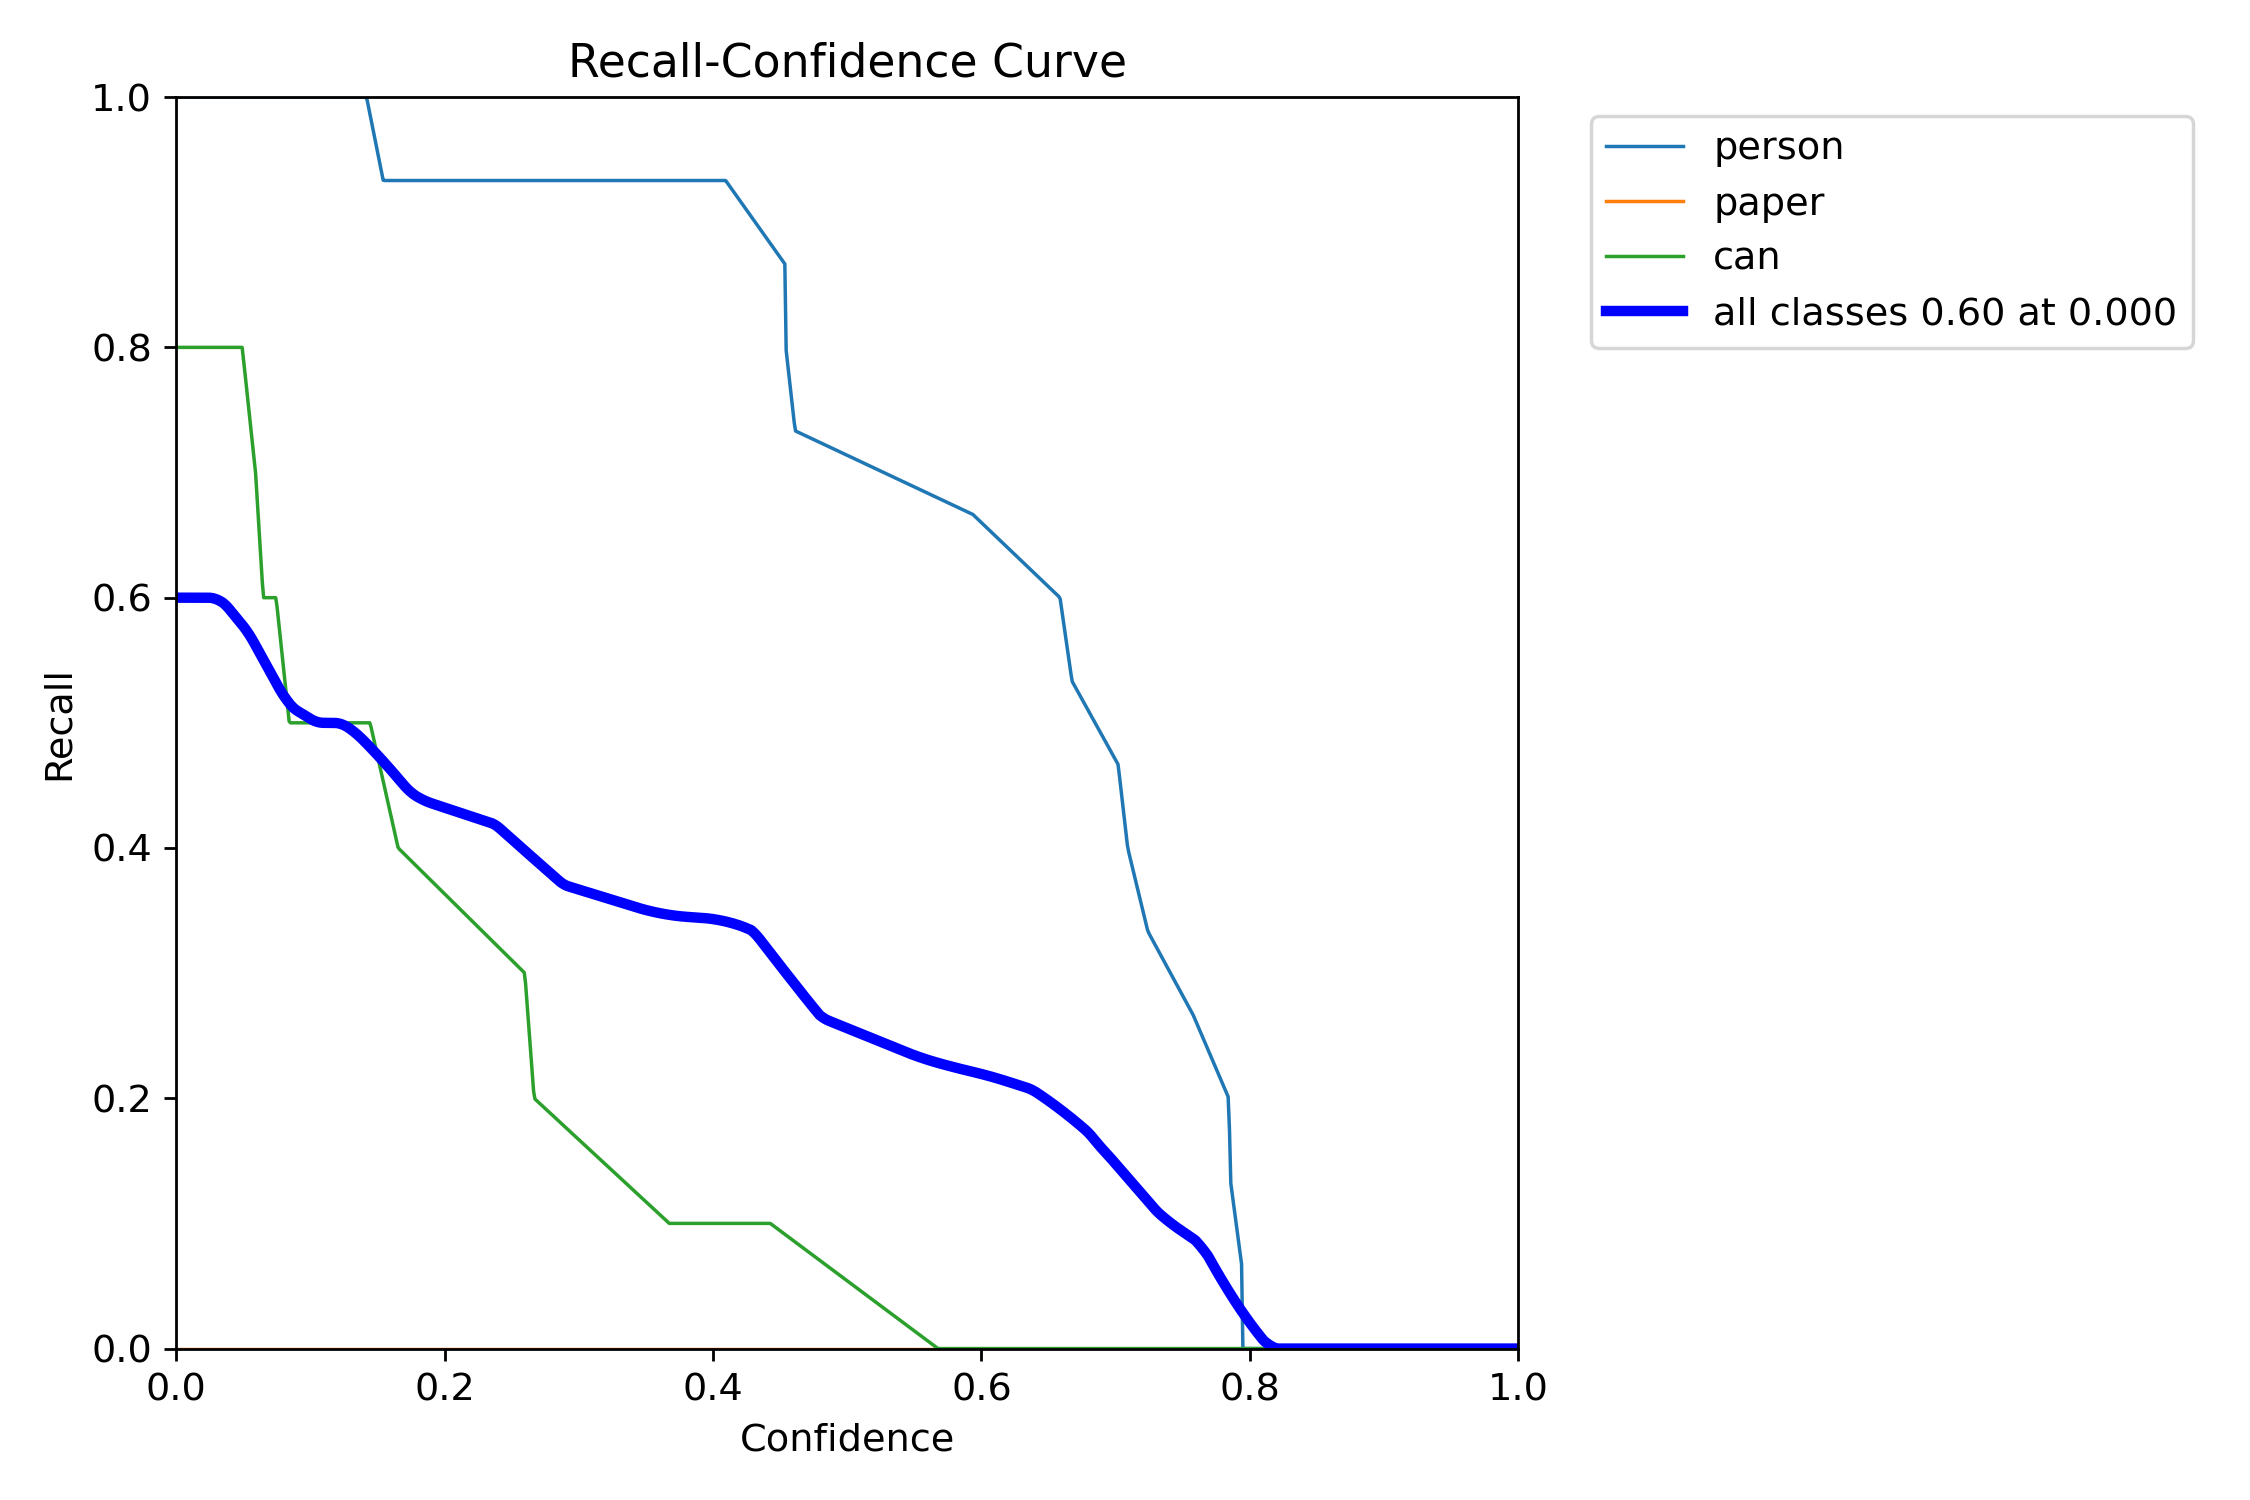 Recall-Confidence Curve
1.0
0.8
0.6
0.4
0.2
0.0
Recall
0.0 0.2 0.4 0.6 0.8 1.0
Confidence
person
paper
can
all classes 0.60 at 0.000